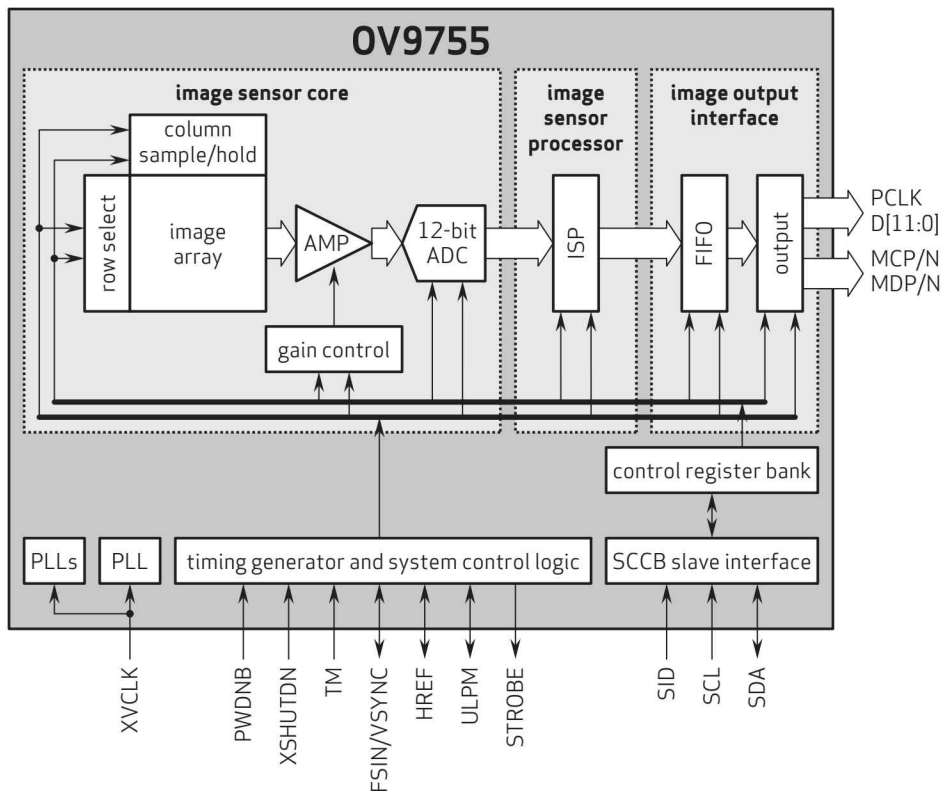 OV9755
image sensor core
image
sensor
processor
image output
interface
column
sample/hold
row select
image
array
AMP
12-bit
ADC
ISP
FIFO
output
PCLK
D[11:0]
MCP/N
MDP/N
gain control
control register bank
PLLs
PLL
timing generator and system control logic
SCCB slave interface
XVCLK
PWDNB
XSHUTDN
TM
FSIN/VSYNC
HREF
ULPM
STROBE
SID
SCL
SDA